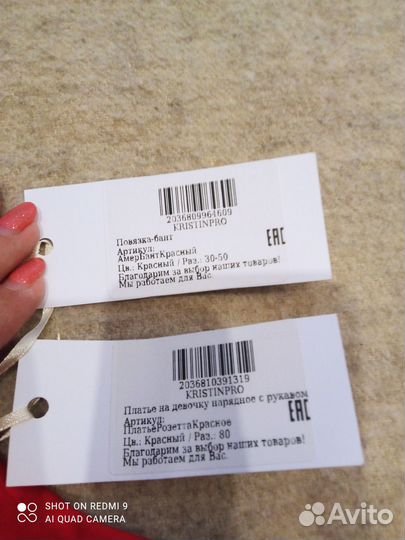 2036809964609
KRISTINPRO
Повязка-бант
Артикул:
АмерБантКрасный
Цв.: Красный / Раз.: 30-50
Благодарим за выбор наших товаров!
Мы работаем для Вас.
EAC
2036810391319
KRISTINPRO
Платье на девочку нарядное с рукавом
Артикул:
ПлатьеРозеттаКрасное
Цв.: Красный / Раз.: 80
Благодарим за выбор наших товаров!
Мы работаем для Вас.
EAC
SHOT ON REDMI 9
AI QUAD CAMERA
Avito